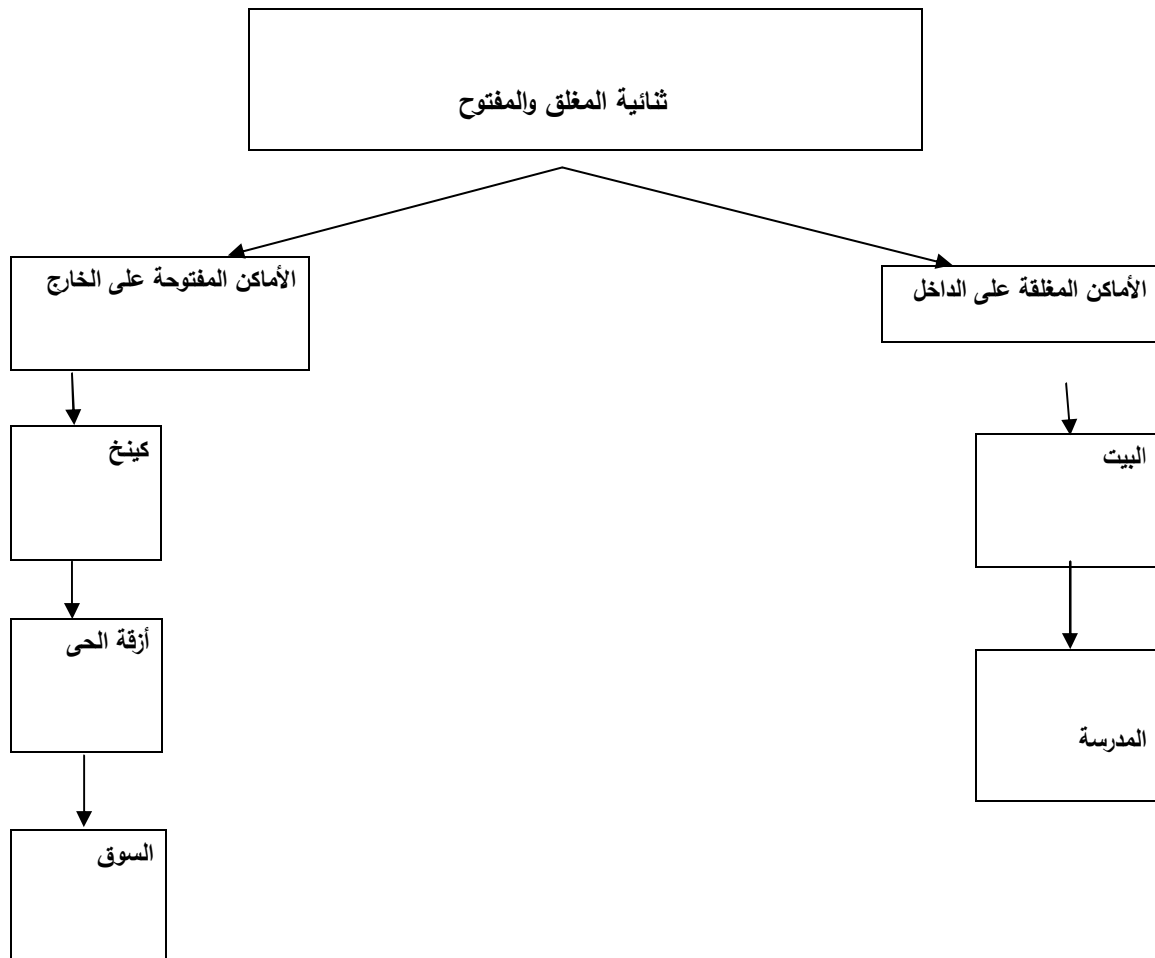 ثنائية المغلق والمفتوح
الأماكن المغلقة على الداخل
الأماكن المفتوحة على الخارج
البيت
كينخ
المدرسة
أزقة الحى
السوق